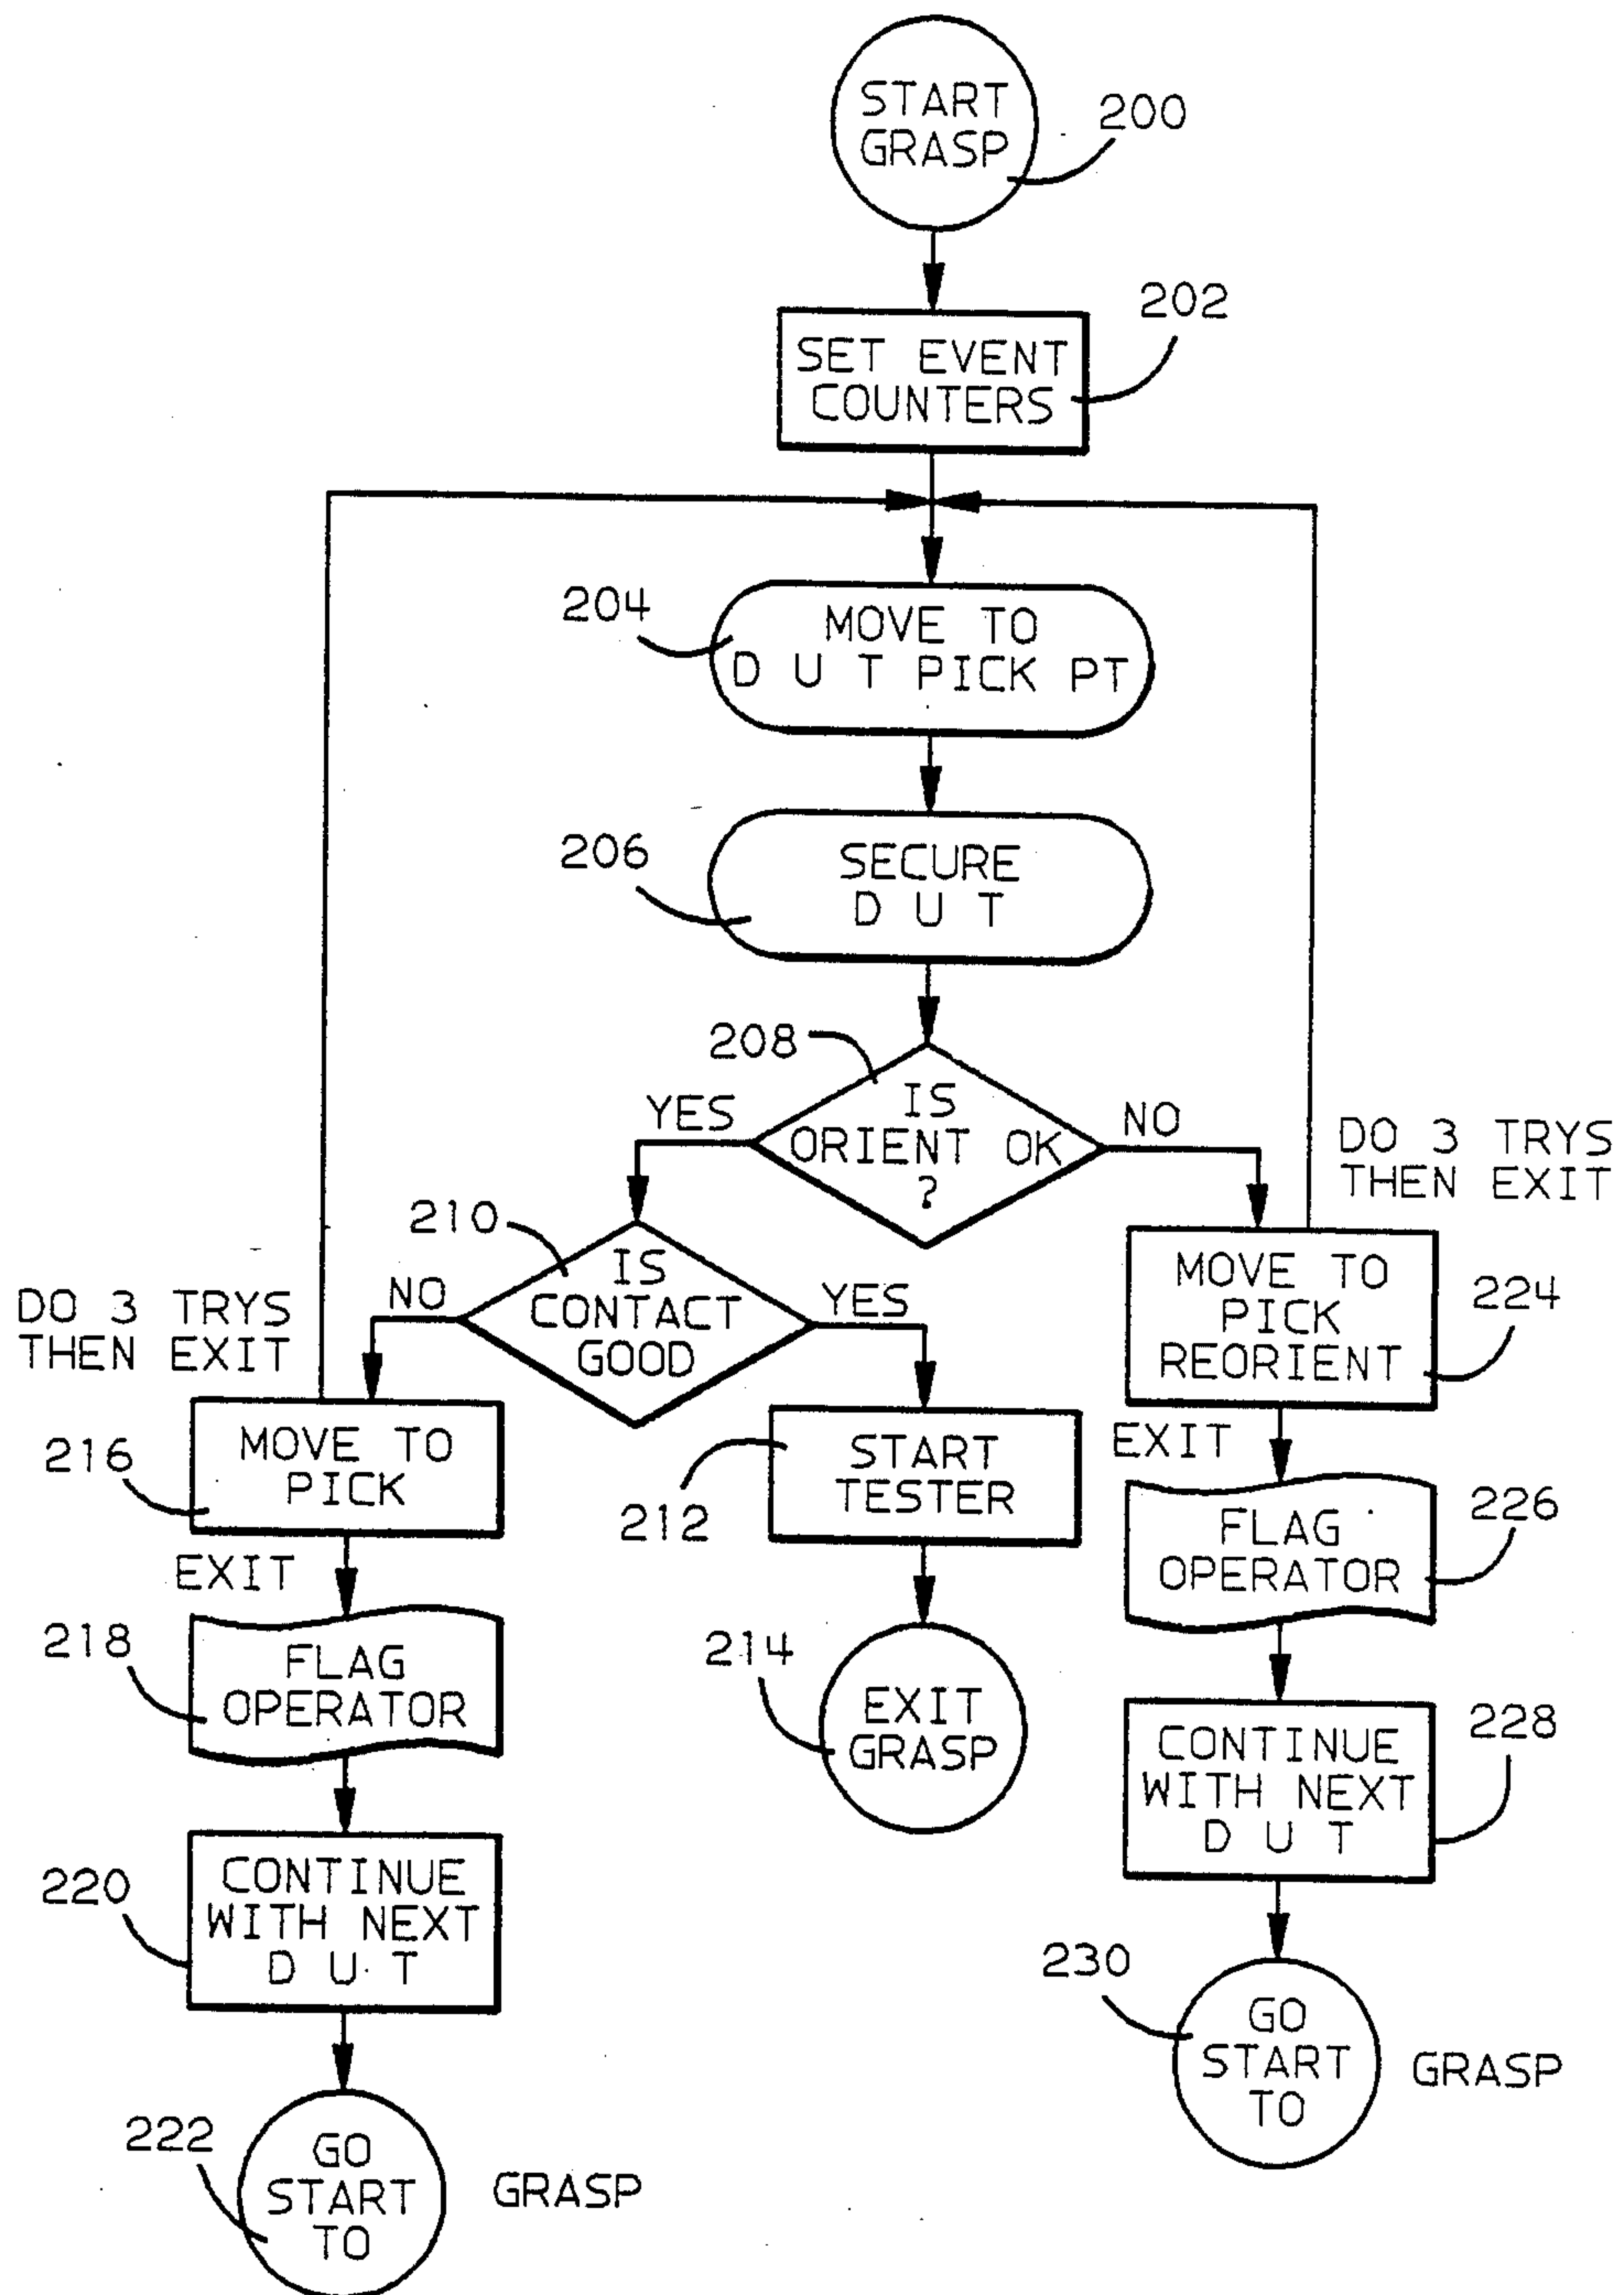 START
GRASP
200
SET EVENT
COUNTERS
202
204
MOVE TO
D U T PICK PT
206
SECURE
D U T
208
IS
ORIENT OK
?
YES
NO
DO 3 TRYS
THEN EXIT
210
IS
CONTACT
GOOD
NO
YES
DO 3 TRYS
THEN EXIT
MOVE TO
PICK
REORIENT
224
216
MOVE TO
PICK
212
START
TESTER
EXIT
EXIT
FLAG
OPERATOR
226
218
FLAG
OPERATOR
214
EXIT
GRASP
CONTINUE
WITH NEXT
D U T
228
220
CONTINUE
WITH NEXT
D U T
230
GO
START
TO
GRASP
222
GO
START
TO
GRASP